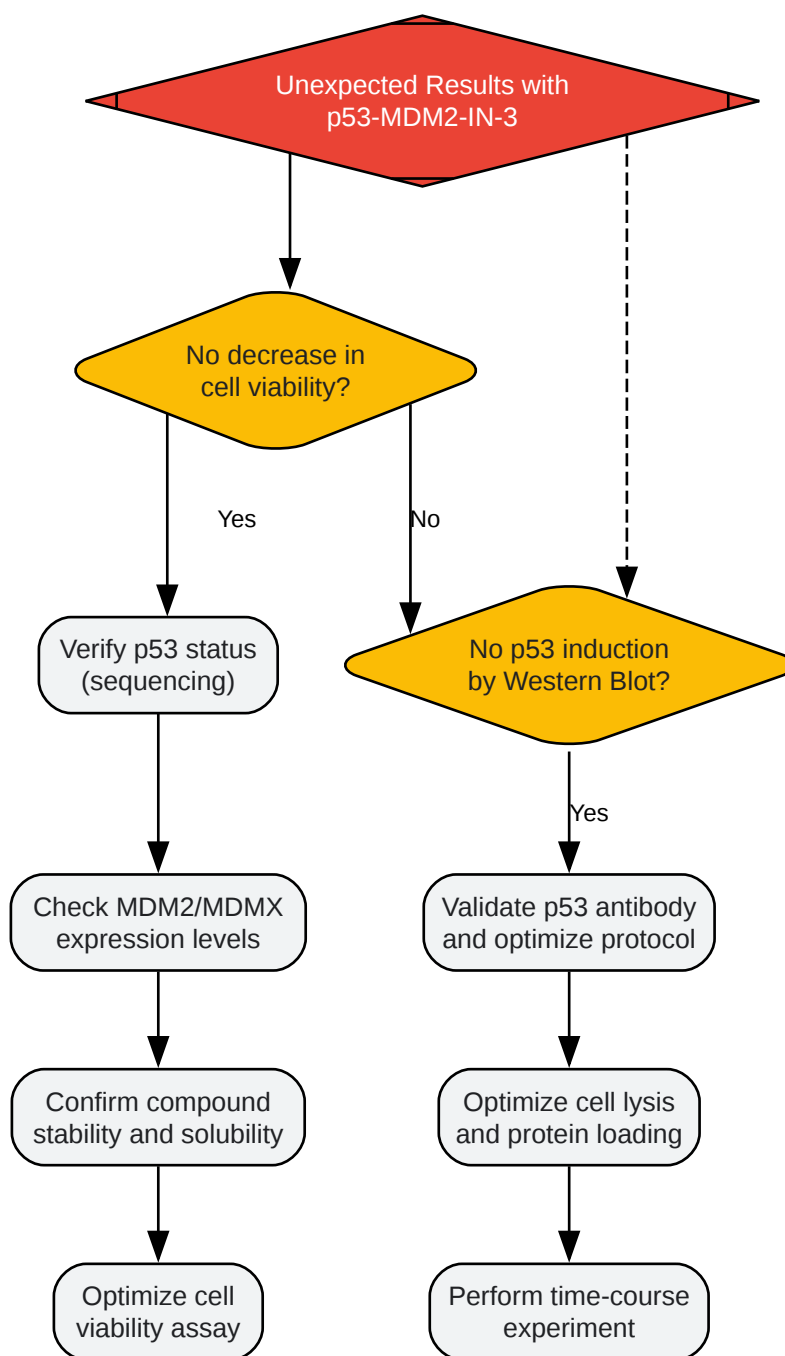 Unexpected Results with
p53-MDM2-IN-3
No decrease in
cell viability?
Yes
No
Verify p53 status
(sequencing)
No p53 induction
by Western Blot?
Yes
Check MDM2/MDMX
expression levels
Validate p53 antibody
and optimize protocol
Confirm compound
stability and solubility
Optimize cell lysis
and protein loading
Optimize cell
viability assay
Perform time-course
experiment